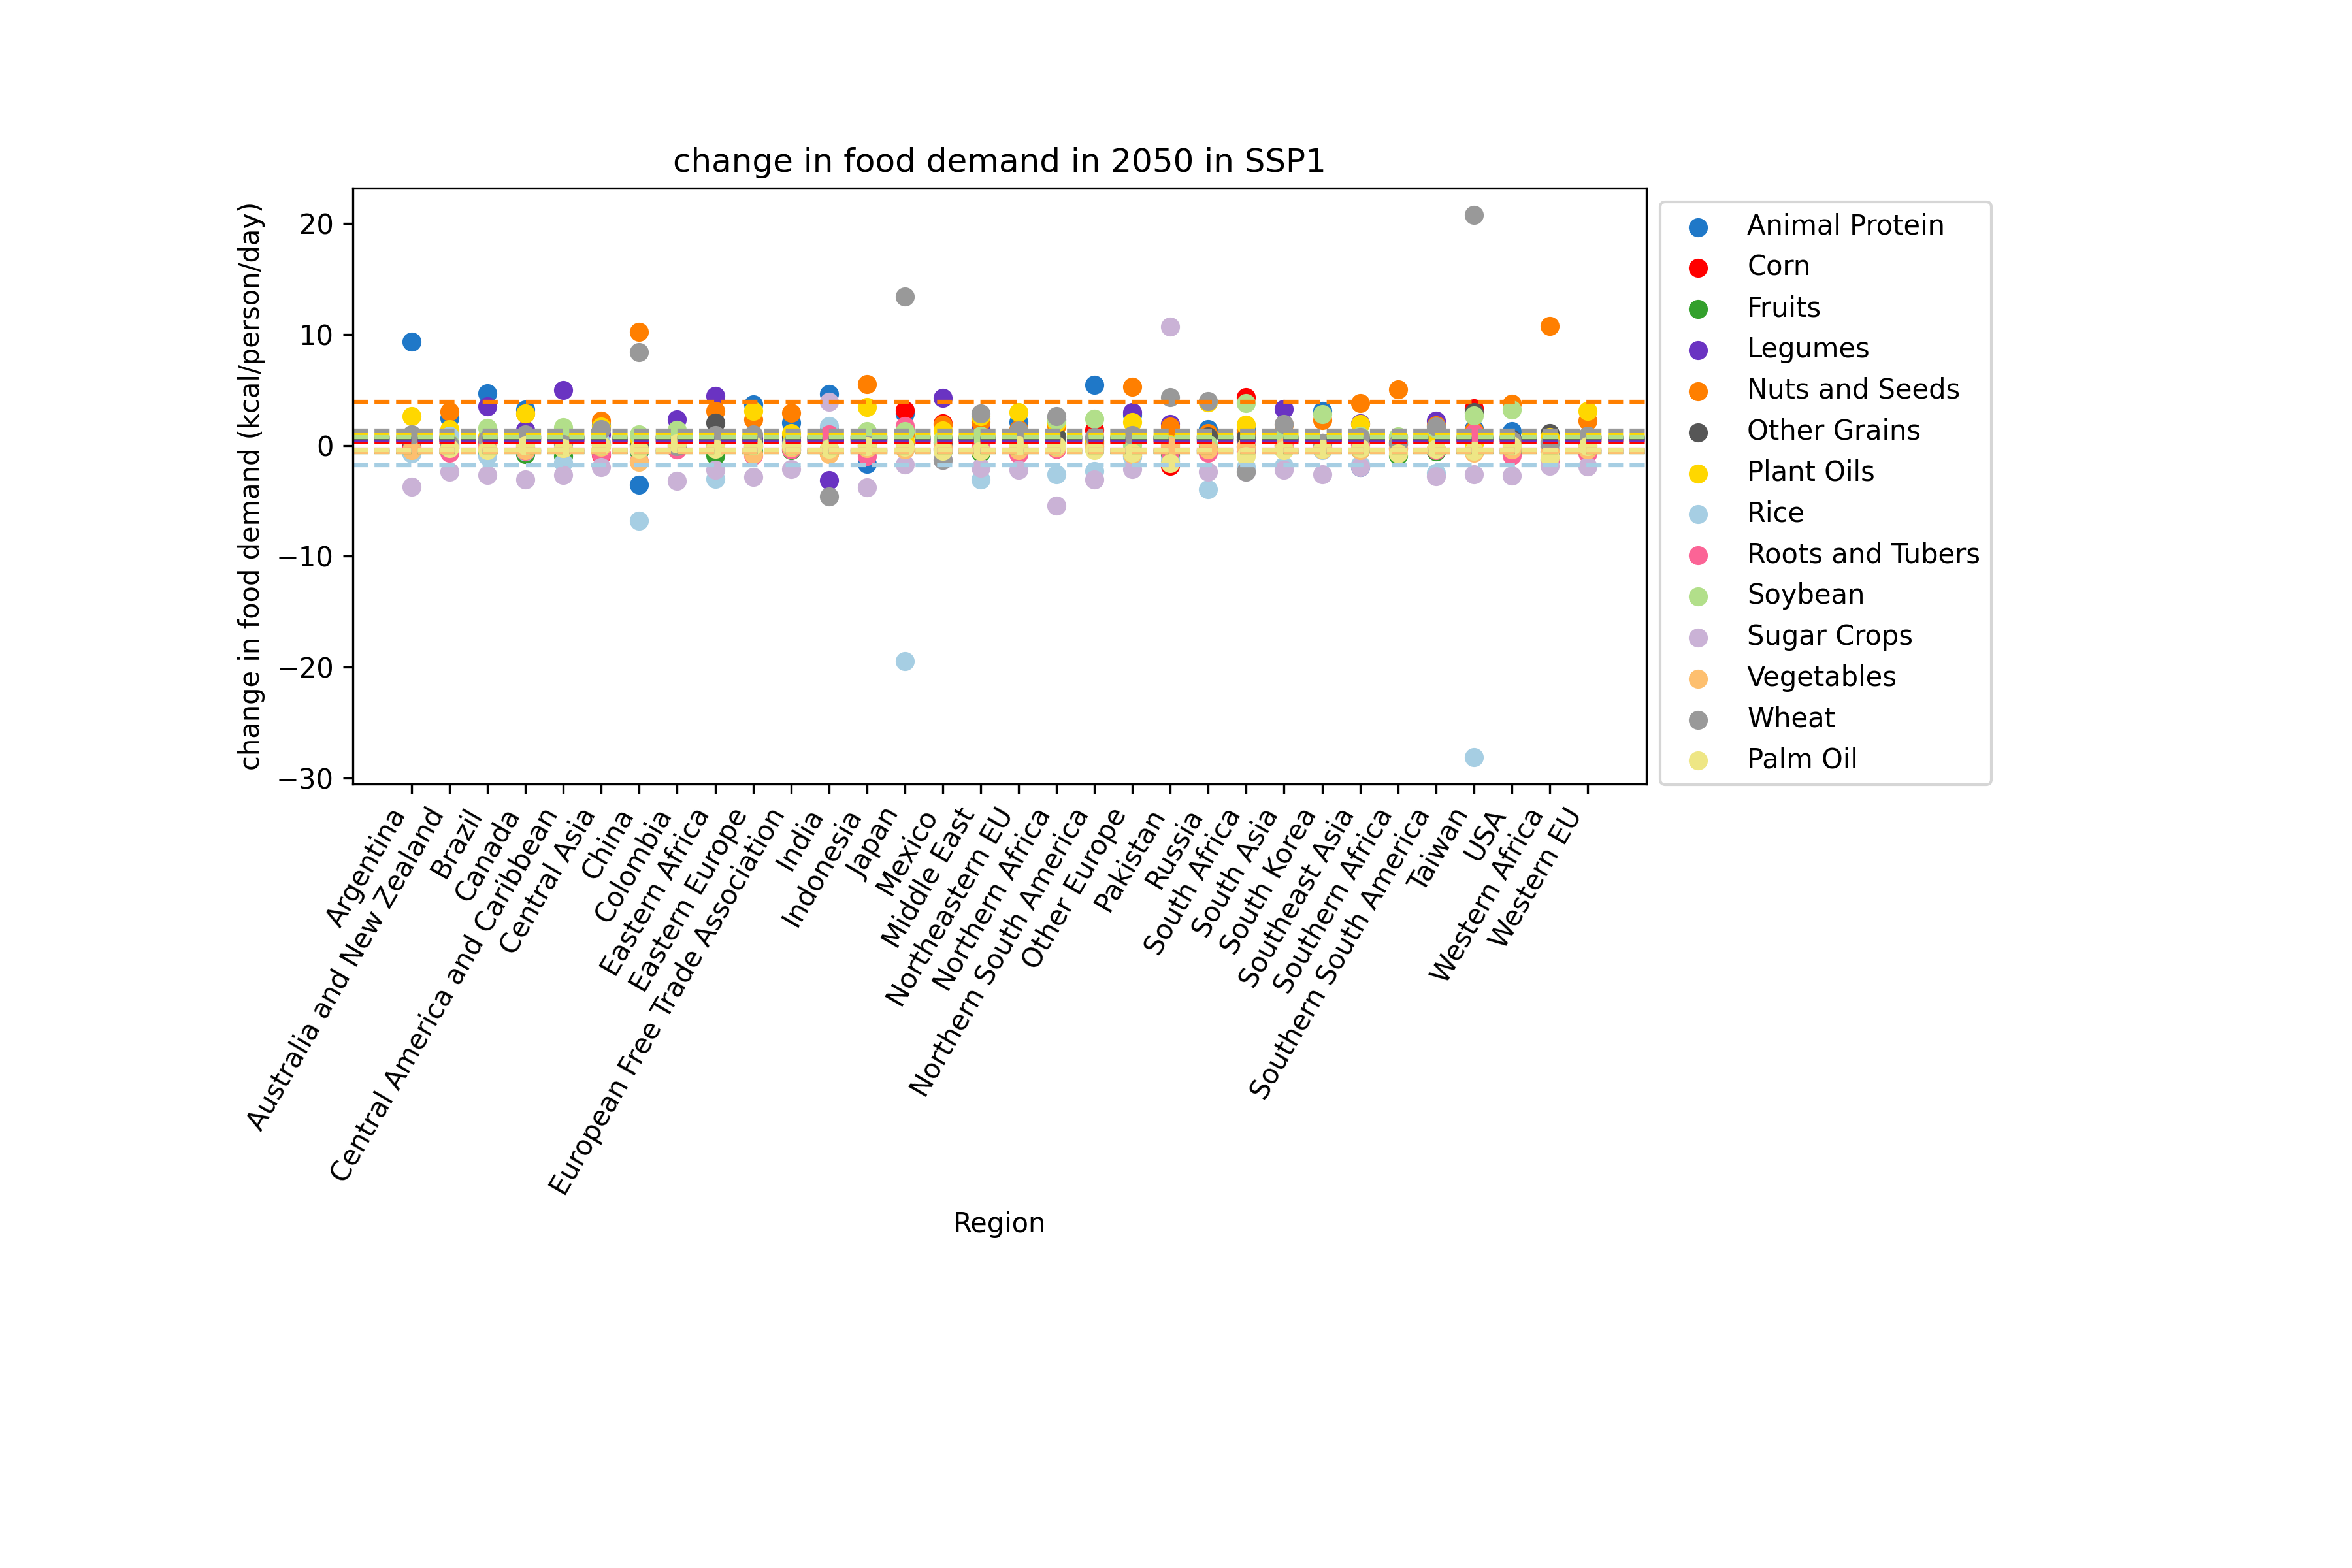 change in food demand in 2050 in SSP1
change in food demand (kcal/person/day)
20
10
0
−10
−20
−30
Argentina
Australia and New Zealand
Brazil
Canada
Central America and Caribbean
Central Asia
China
Colombia
Eastern Africa
Eastern Europe
European Free Trade Association
India
Indonesia
Japan
Mexico
Middle East
Northeastern EU
Northern Africa
Northern South America
Other Europe
Pakistan
Russia
South Africa
South Asia
South Korea
Southeast Asia
Southern Africa
Southern South America
Taiwan
USA
Western Africa
Western EU
Region
Animal Protein
Corn
Fruits
Legumes
Nuts and Seeds
Other Grains
Plant Oils
Rice
Roots and Tubers
Soybean
Sugar Crops
Vegetables
Wheat
Palm Oil